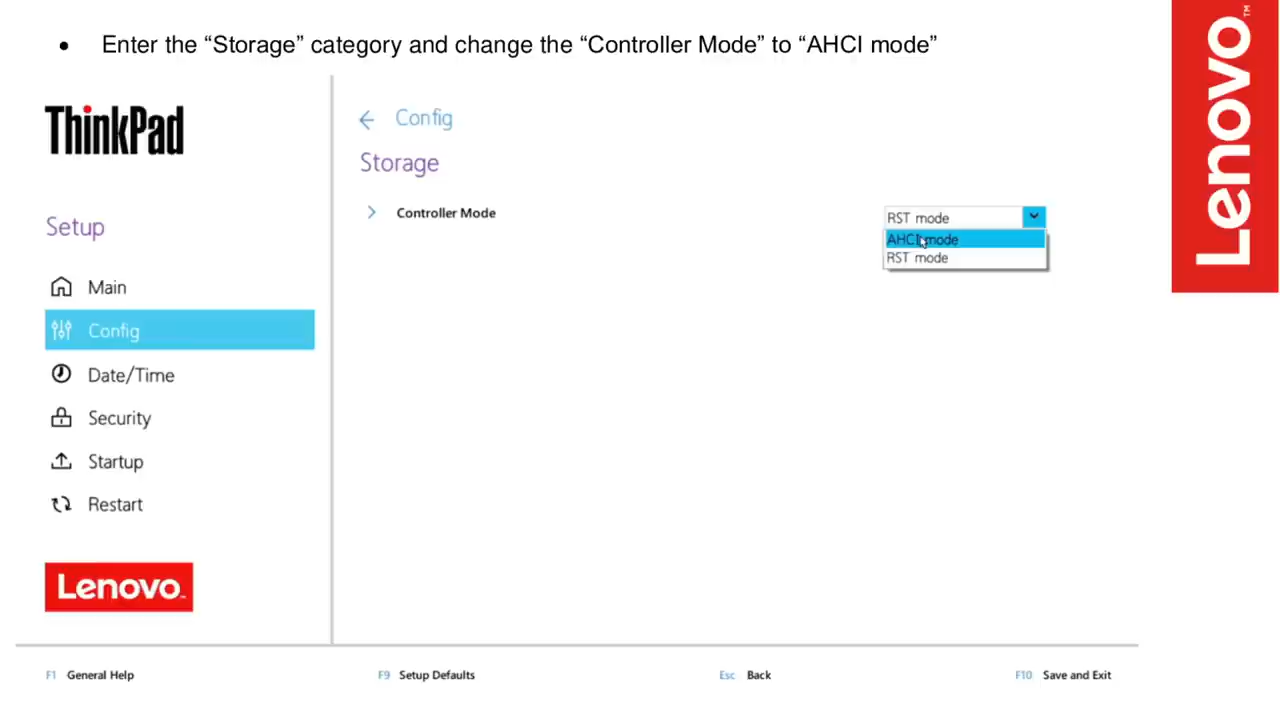 • Enter the “Storage” category and change the “Controller Mode” to “AHCI mode”
Lenovo™
ThinkPad
Setup
Main
Config
Date/Time
Security
Startup
Restart
Lenovo
Config
Storage
Controller Mode
RST mode
AHCI mode
RST mode
F1 General Help
F9 Setup Defaults
Esc Back
F10 Save and Exit